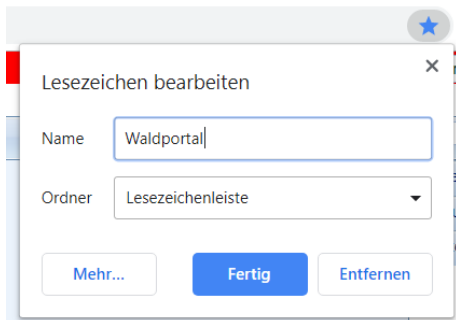 Lesezeichen bearbeiten
Name Waldportal
Ordner Lesezeichenleiste
Mehr... Fertig Entfernen